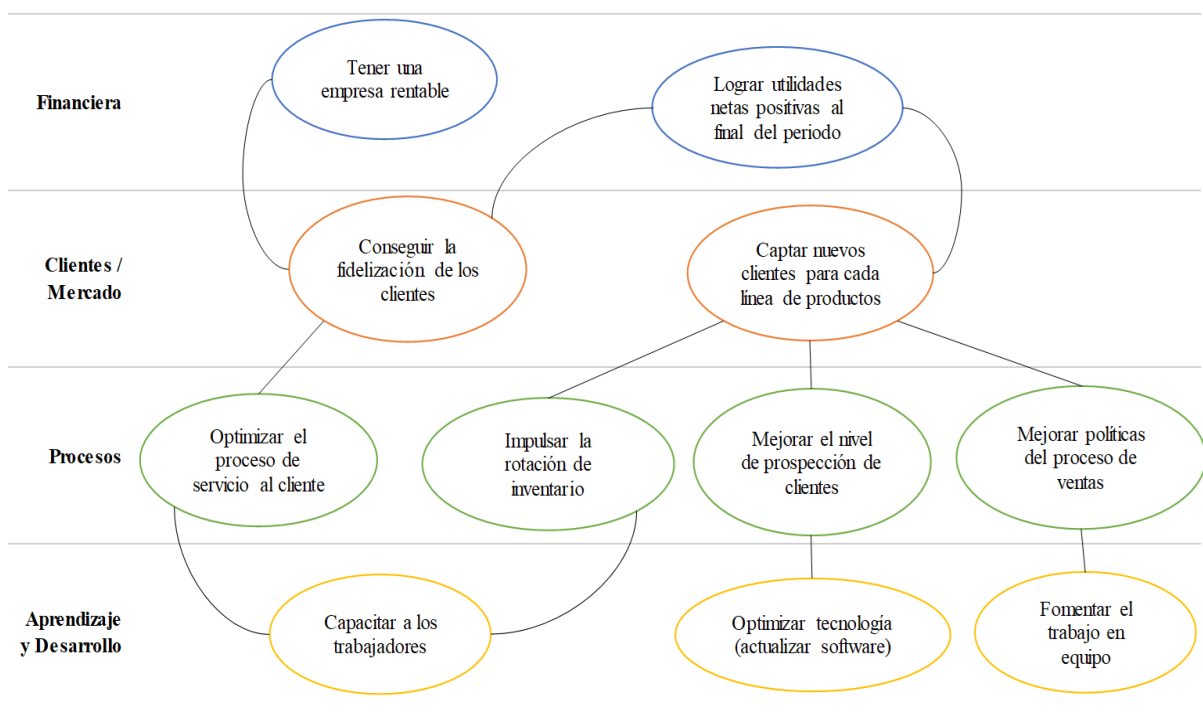 Financiera
Tener una
empresa rentable
Lograr utilidades
netas positivas al
final del periodo
Clientes /
Mercado
Conseguir la
fidelización de los
clientes
Captar nuevos
clientes para cada
línea de productos
Procesos
Optimizar el
proceso de
servicio al cliente
Impulsar la
rotación de
inventario
Mejorar el nivel
de prospección de
clientes
Mejorar políticas
del proceso de
ventas
Aprendizaje
y Desarrollo
Capacitar a los
trabajadores
Optimizar tecnología
(actualizar software)
Fomentar el
trabajo en
equipo